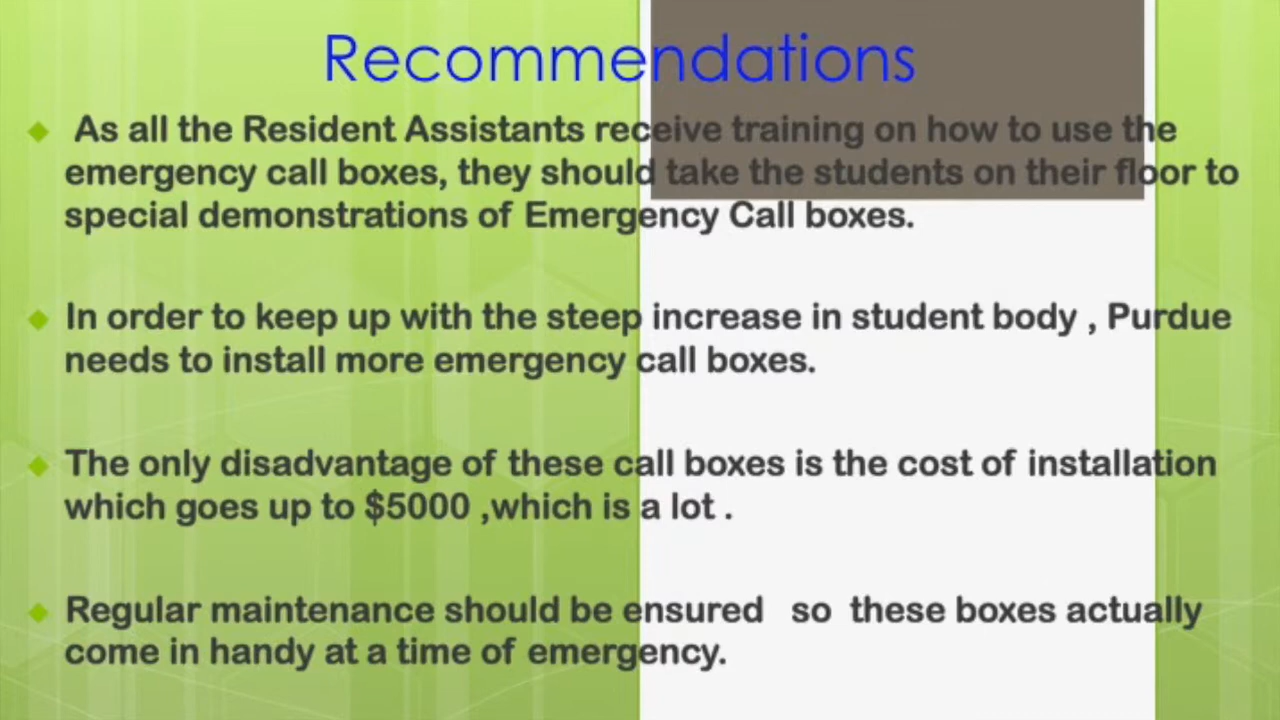 Recommendations
As all the Resident Assistants receive training on how to use the
emergency call boxes, they should take the students on their floor to
special demonstrations of Emergency Call boxes.
In order to keep up with the steep increase in student body , Purdue
needs to install more emergency call boxes.
The only disadvantage of these call boxes is the cost of installation
which goes up to $5000 ,which is a lot .
Regular maintenance should be ensured so these boxes actually
come in handy at a time of emergency.